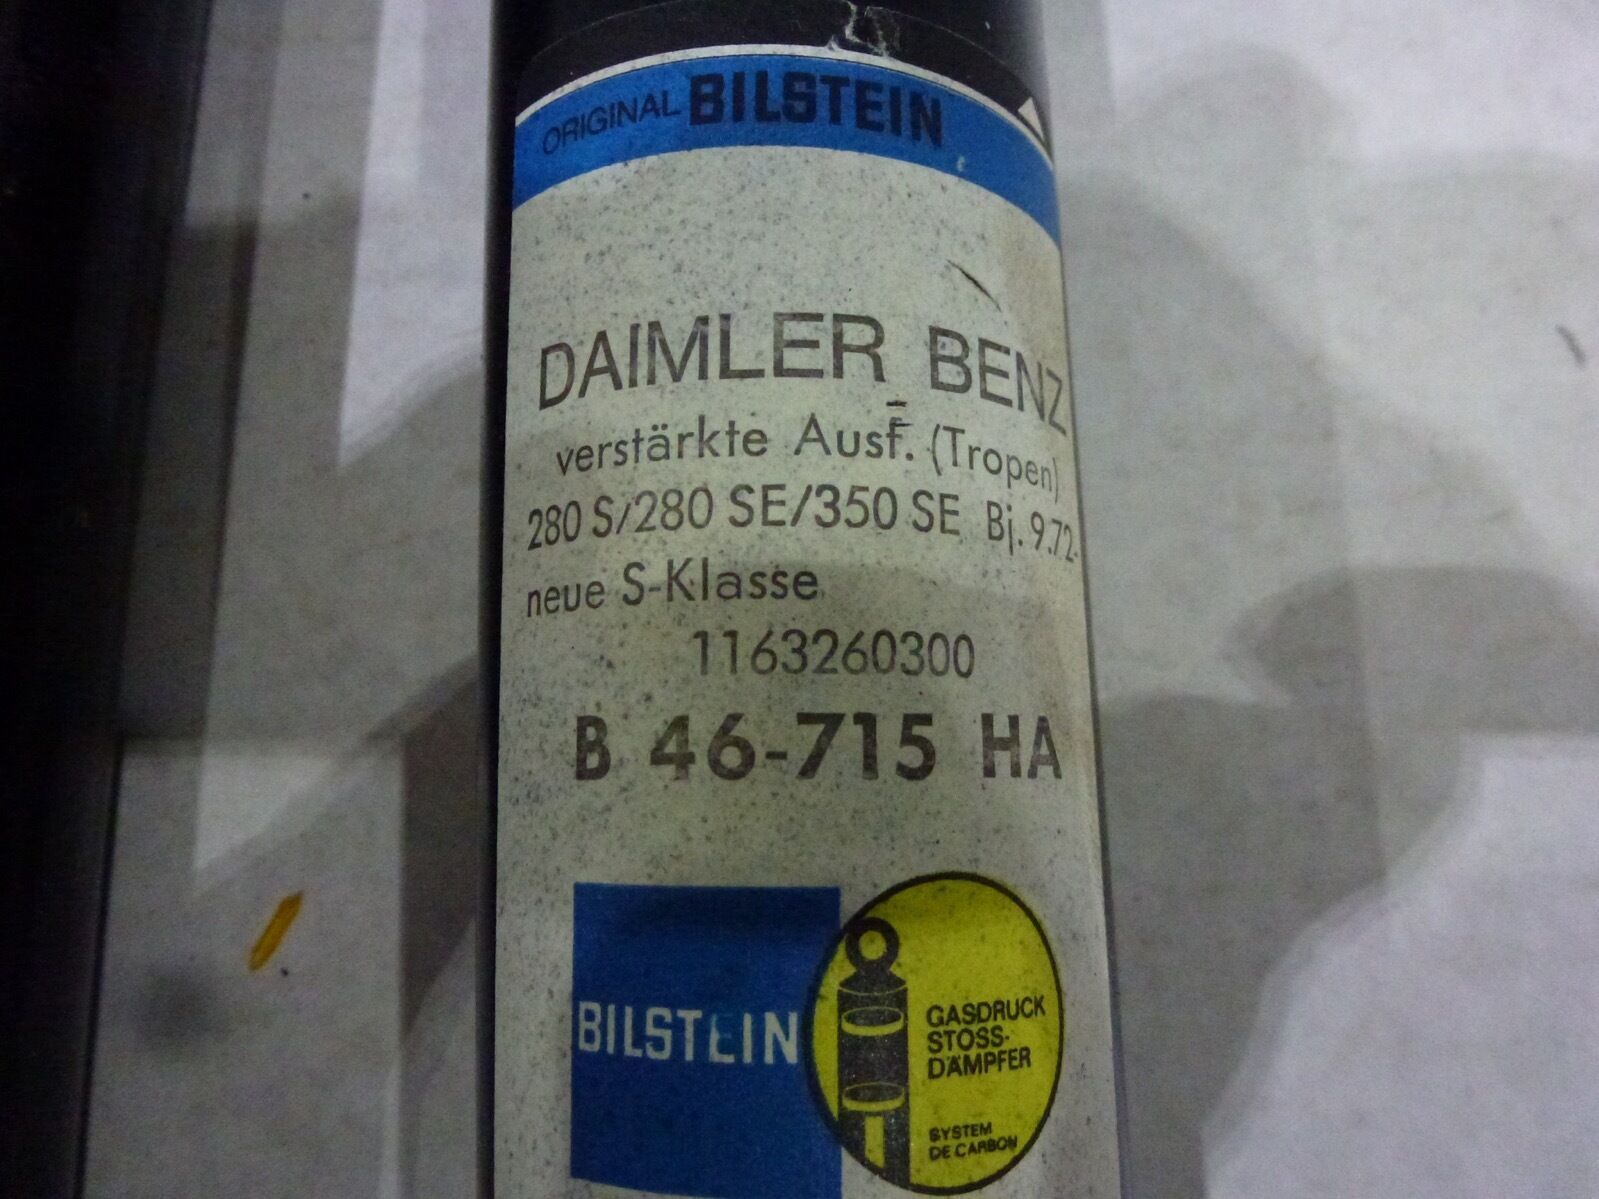 ORIGINAL BILSTEIN
DAIMLER BENZ
verstärkte Ausf. (Tropen)
280 S/280 SE/350 SE Bj. 9.72-
neue S-Klasse
1163260300
B 46-715 HA
BILSTEIN
GASDRUCK
STOSS-
DÄMPFER
SYSTEM
DE CARBON